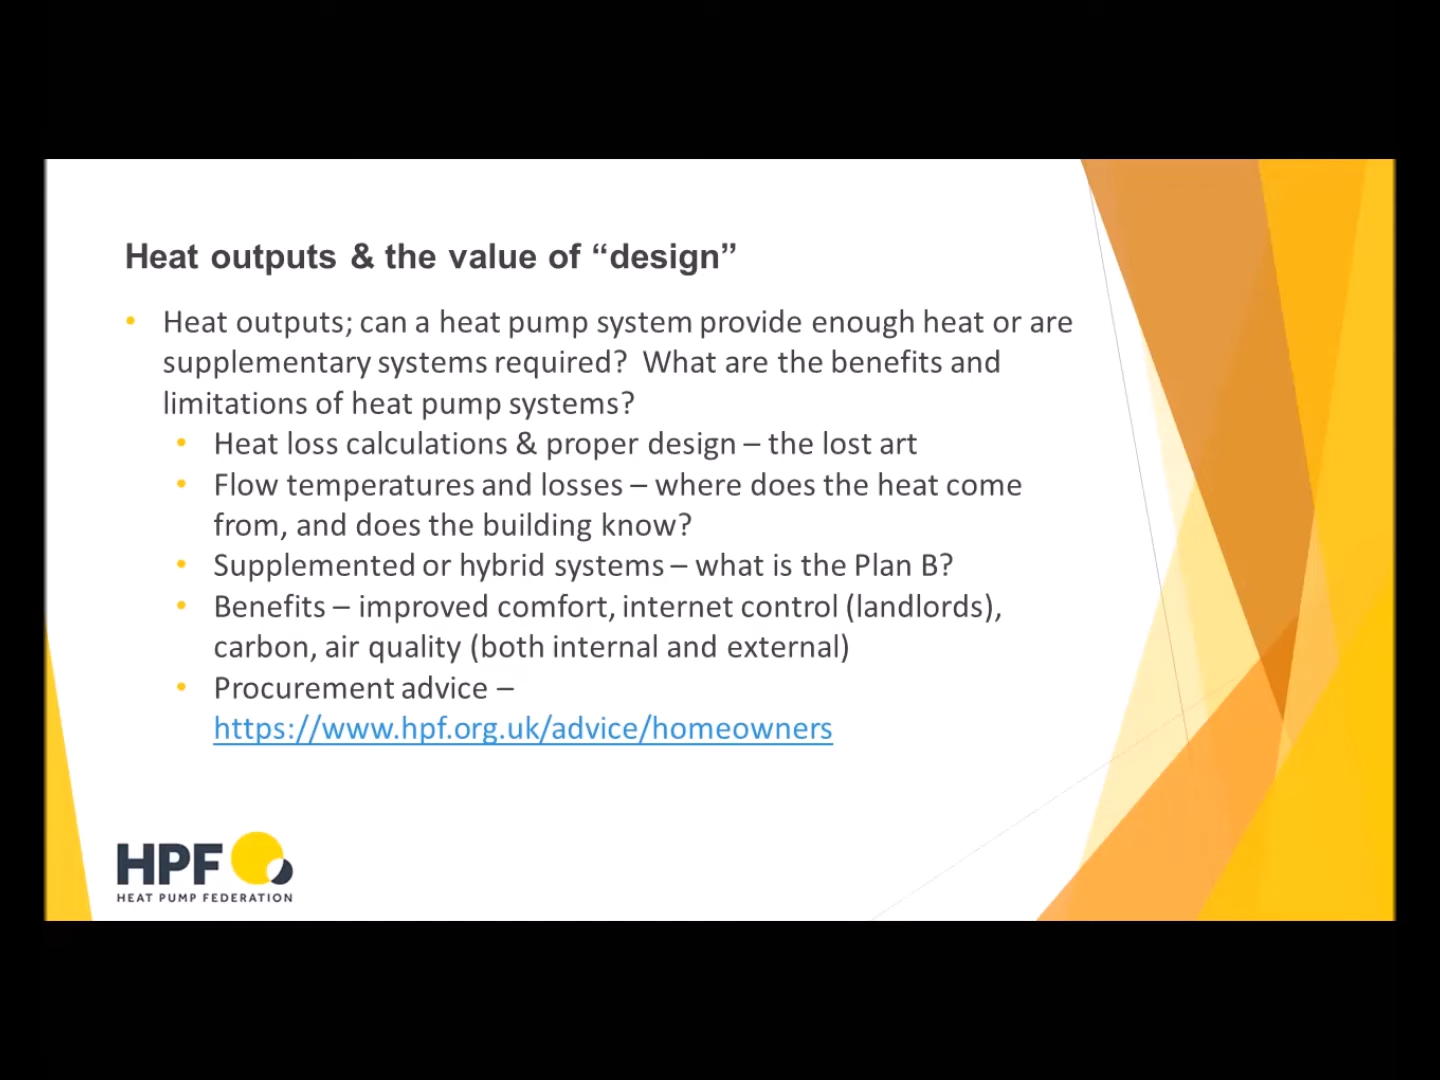 Heat outputs & the value of “design”
• Heat outputs; can a heat pump system provide enough heat or are
supplementary systems required?  What are the benefits and
limitations of heat pump systems?
• Heat loss calculations & proper design – the lost art
• Flow temperatures and losses – where does the heat come
from, and does the building know?
• Supplemented or hybrid systems – what is the Plan B?
• Benefits – improved comfort, internet control (landlords),
carbon, air quality (both internal and external)
• Procurement advice –
https://www.hpf.org.uk/advice/homeowners
HPF
HEAT PUMP FEDERATION